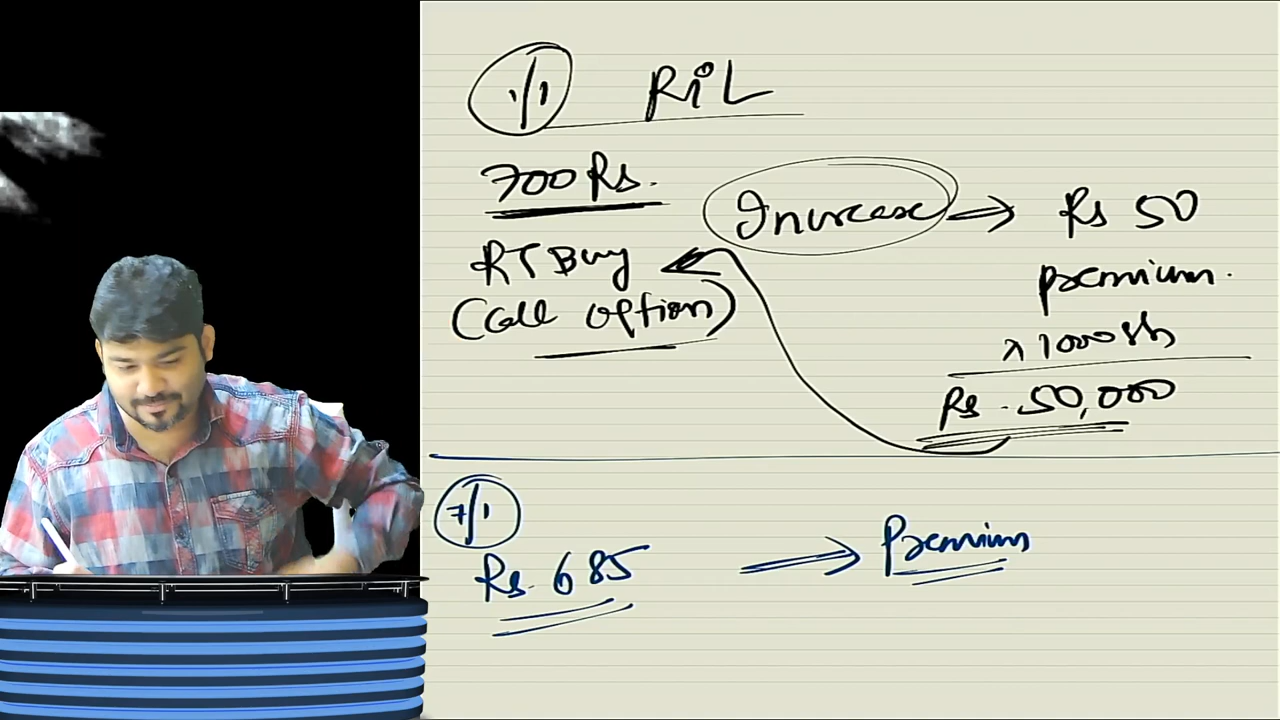 1/1 RIL
700 Rs.
Increase ⇒ Rs 50
RT Buy
premium.
(Call option)
x 1000 Sh
Rs. 50,000
7/1
Rs. 685 ⇒ Premium